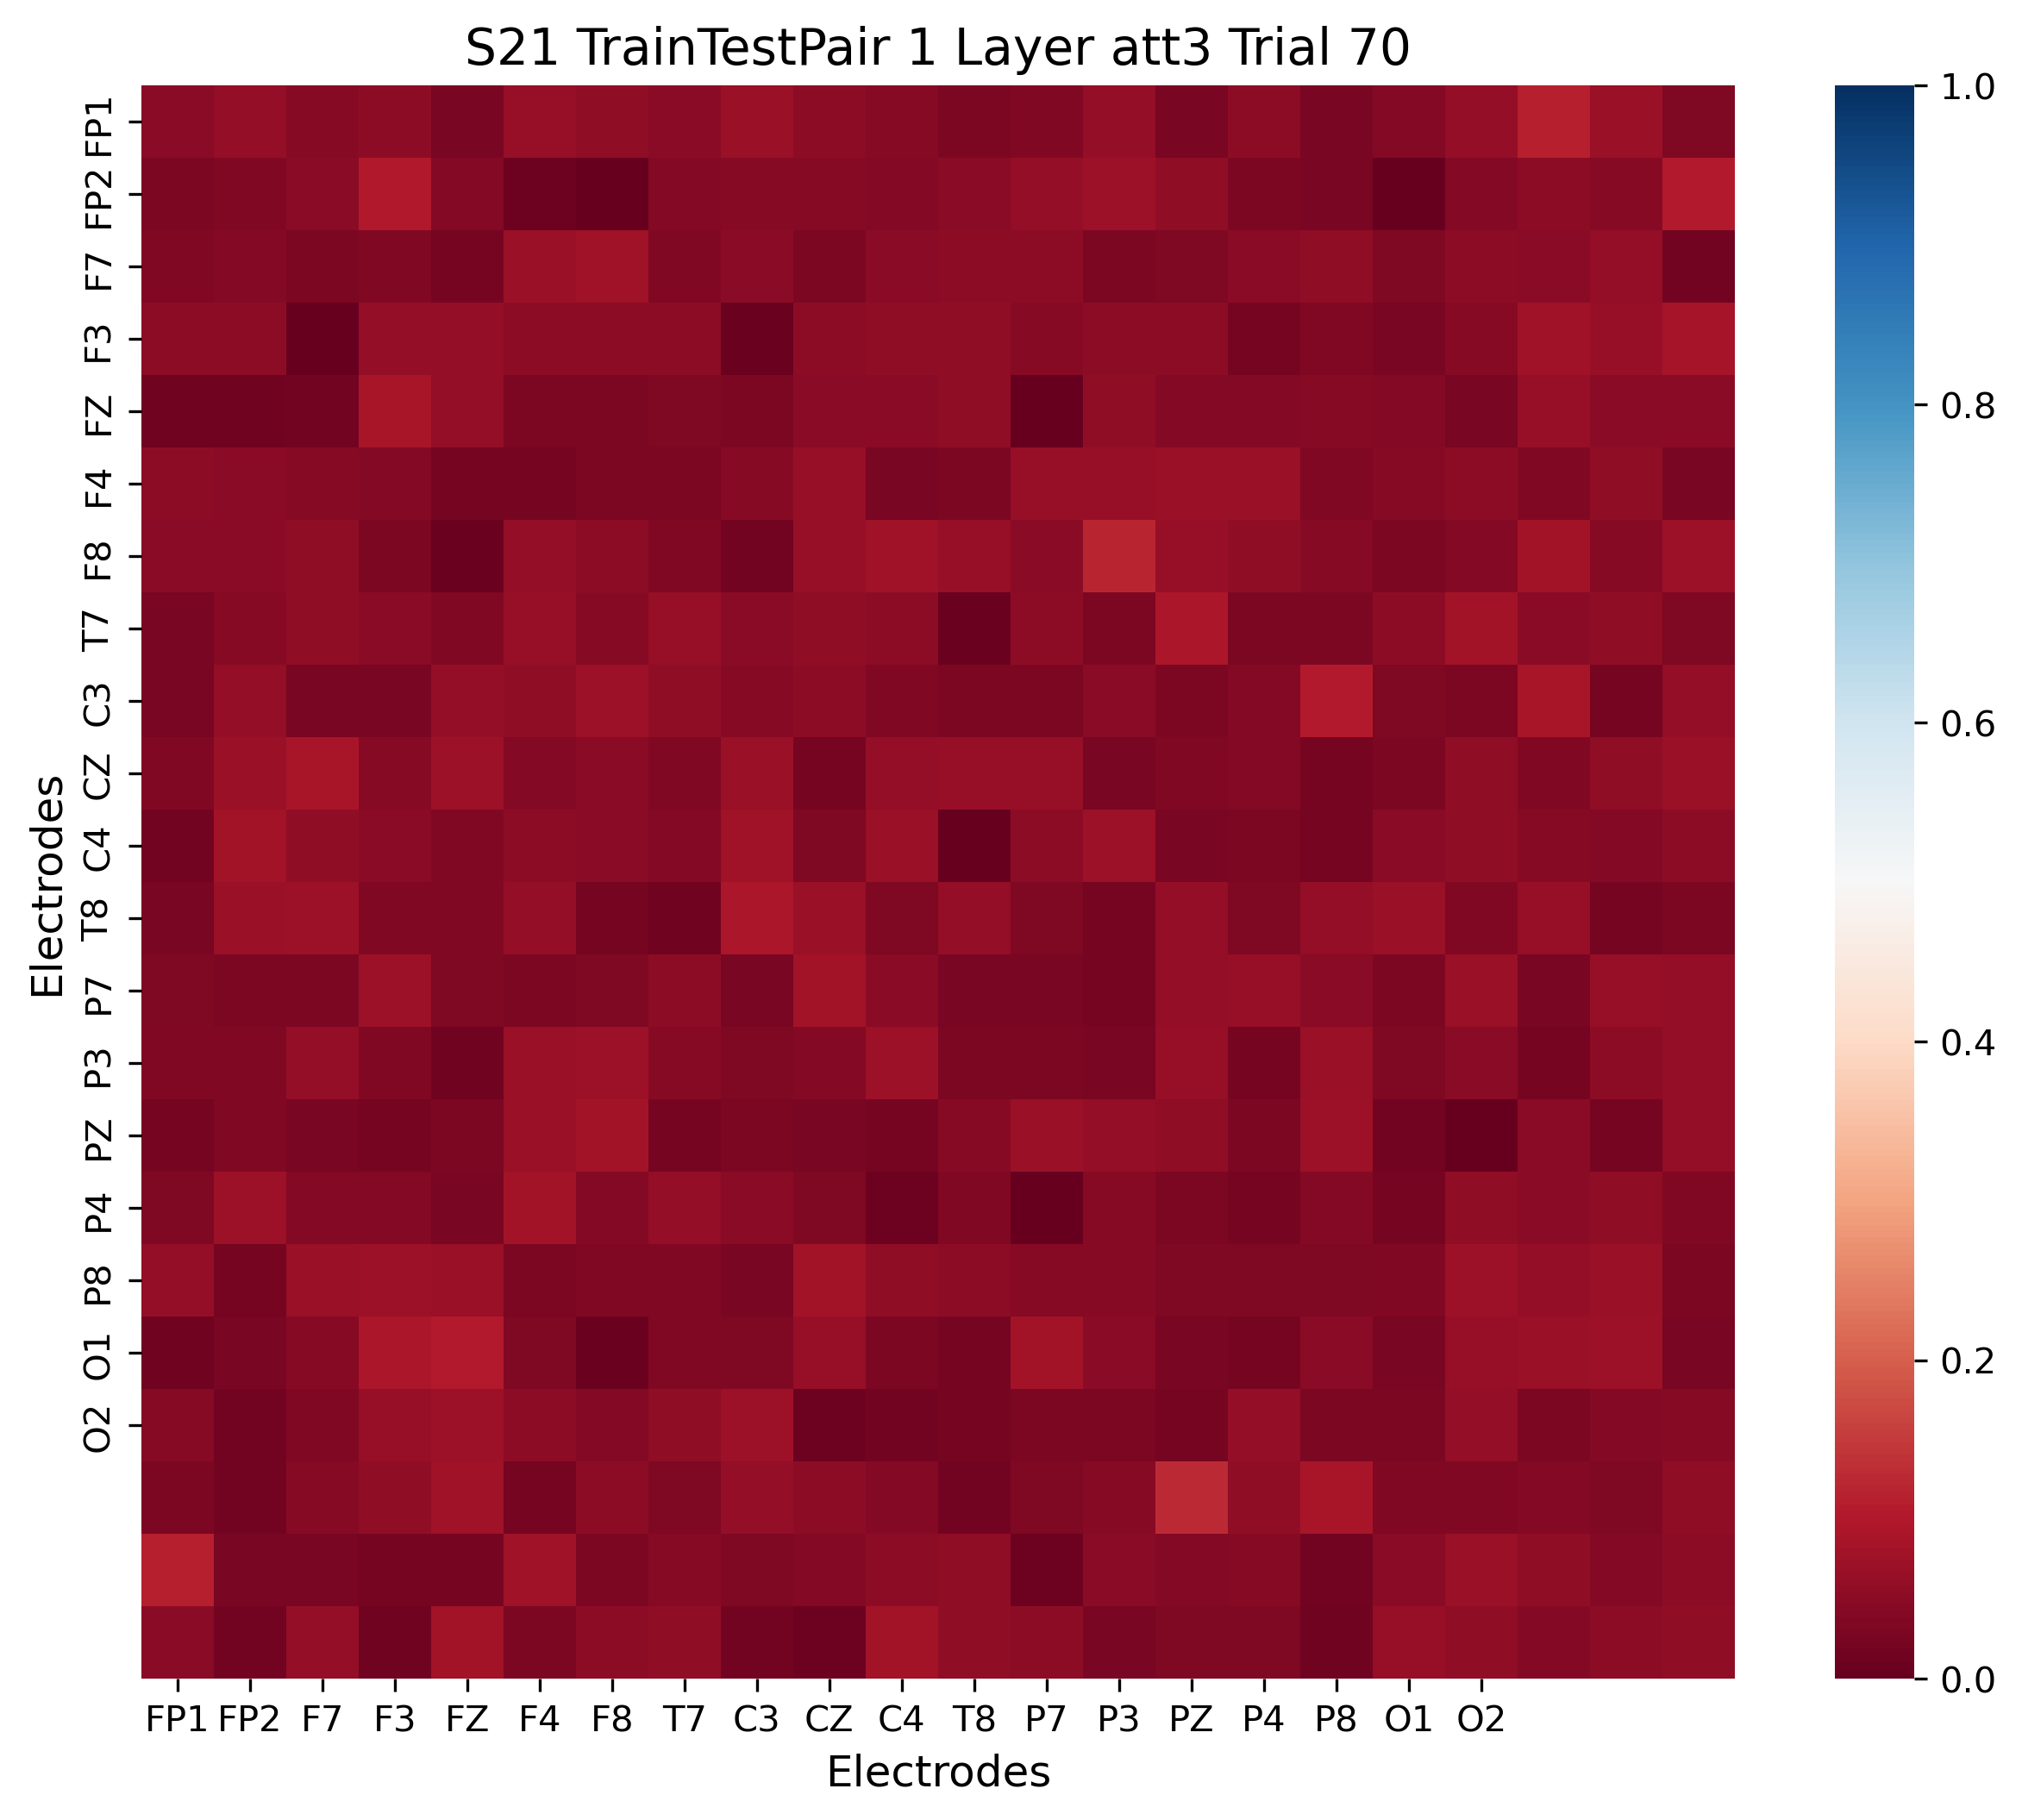 S21 TrainTestPair 1 Layer att3 Trial 70
Electrodes
FP1
FP2
F7
F3
FZ
F4
F8
T7
C3
CZ
C4
T8
P7
P3
PZ
P4
P8
O1
O2
1.0
0.8
0.6
0.4
0.2
0.0
FP1 FP2 F7 F3 FZ F4 F8 T7 C3 CZ C4 T8 P7 P3 PZ P4 P8 O1 O2
Electrodes